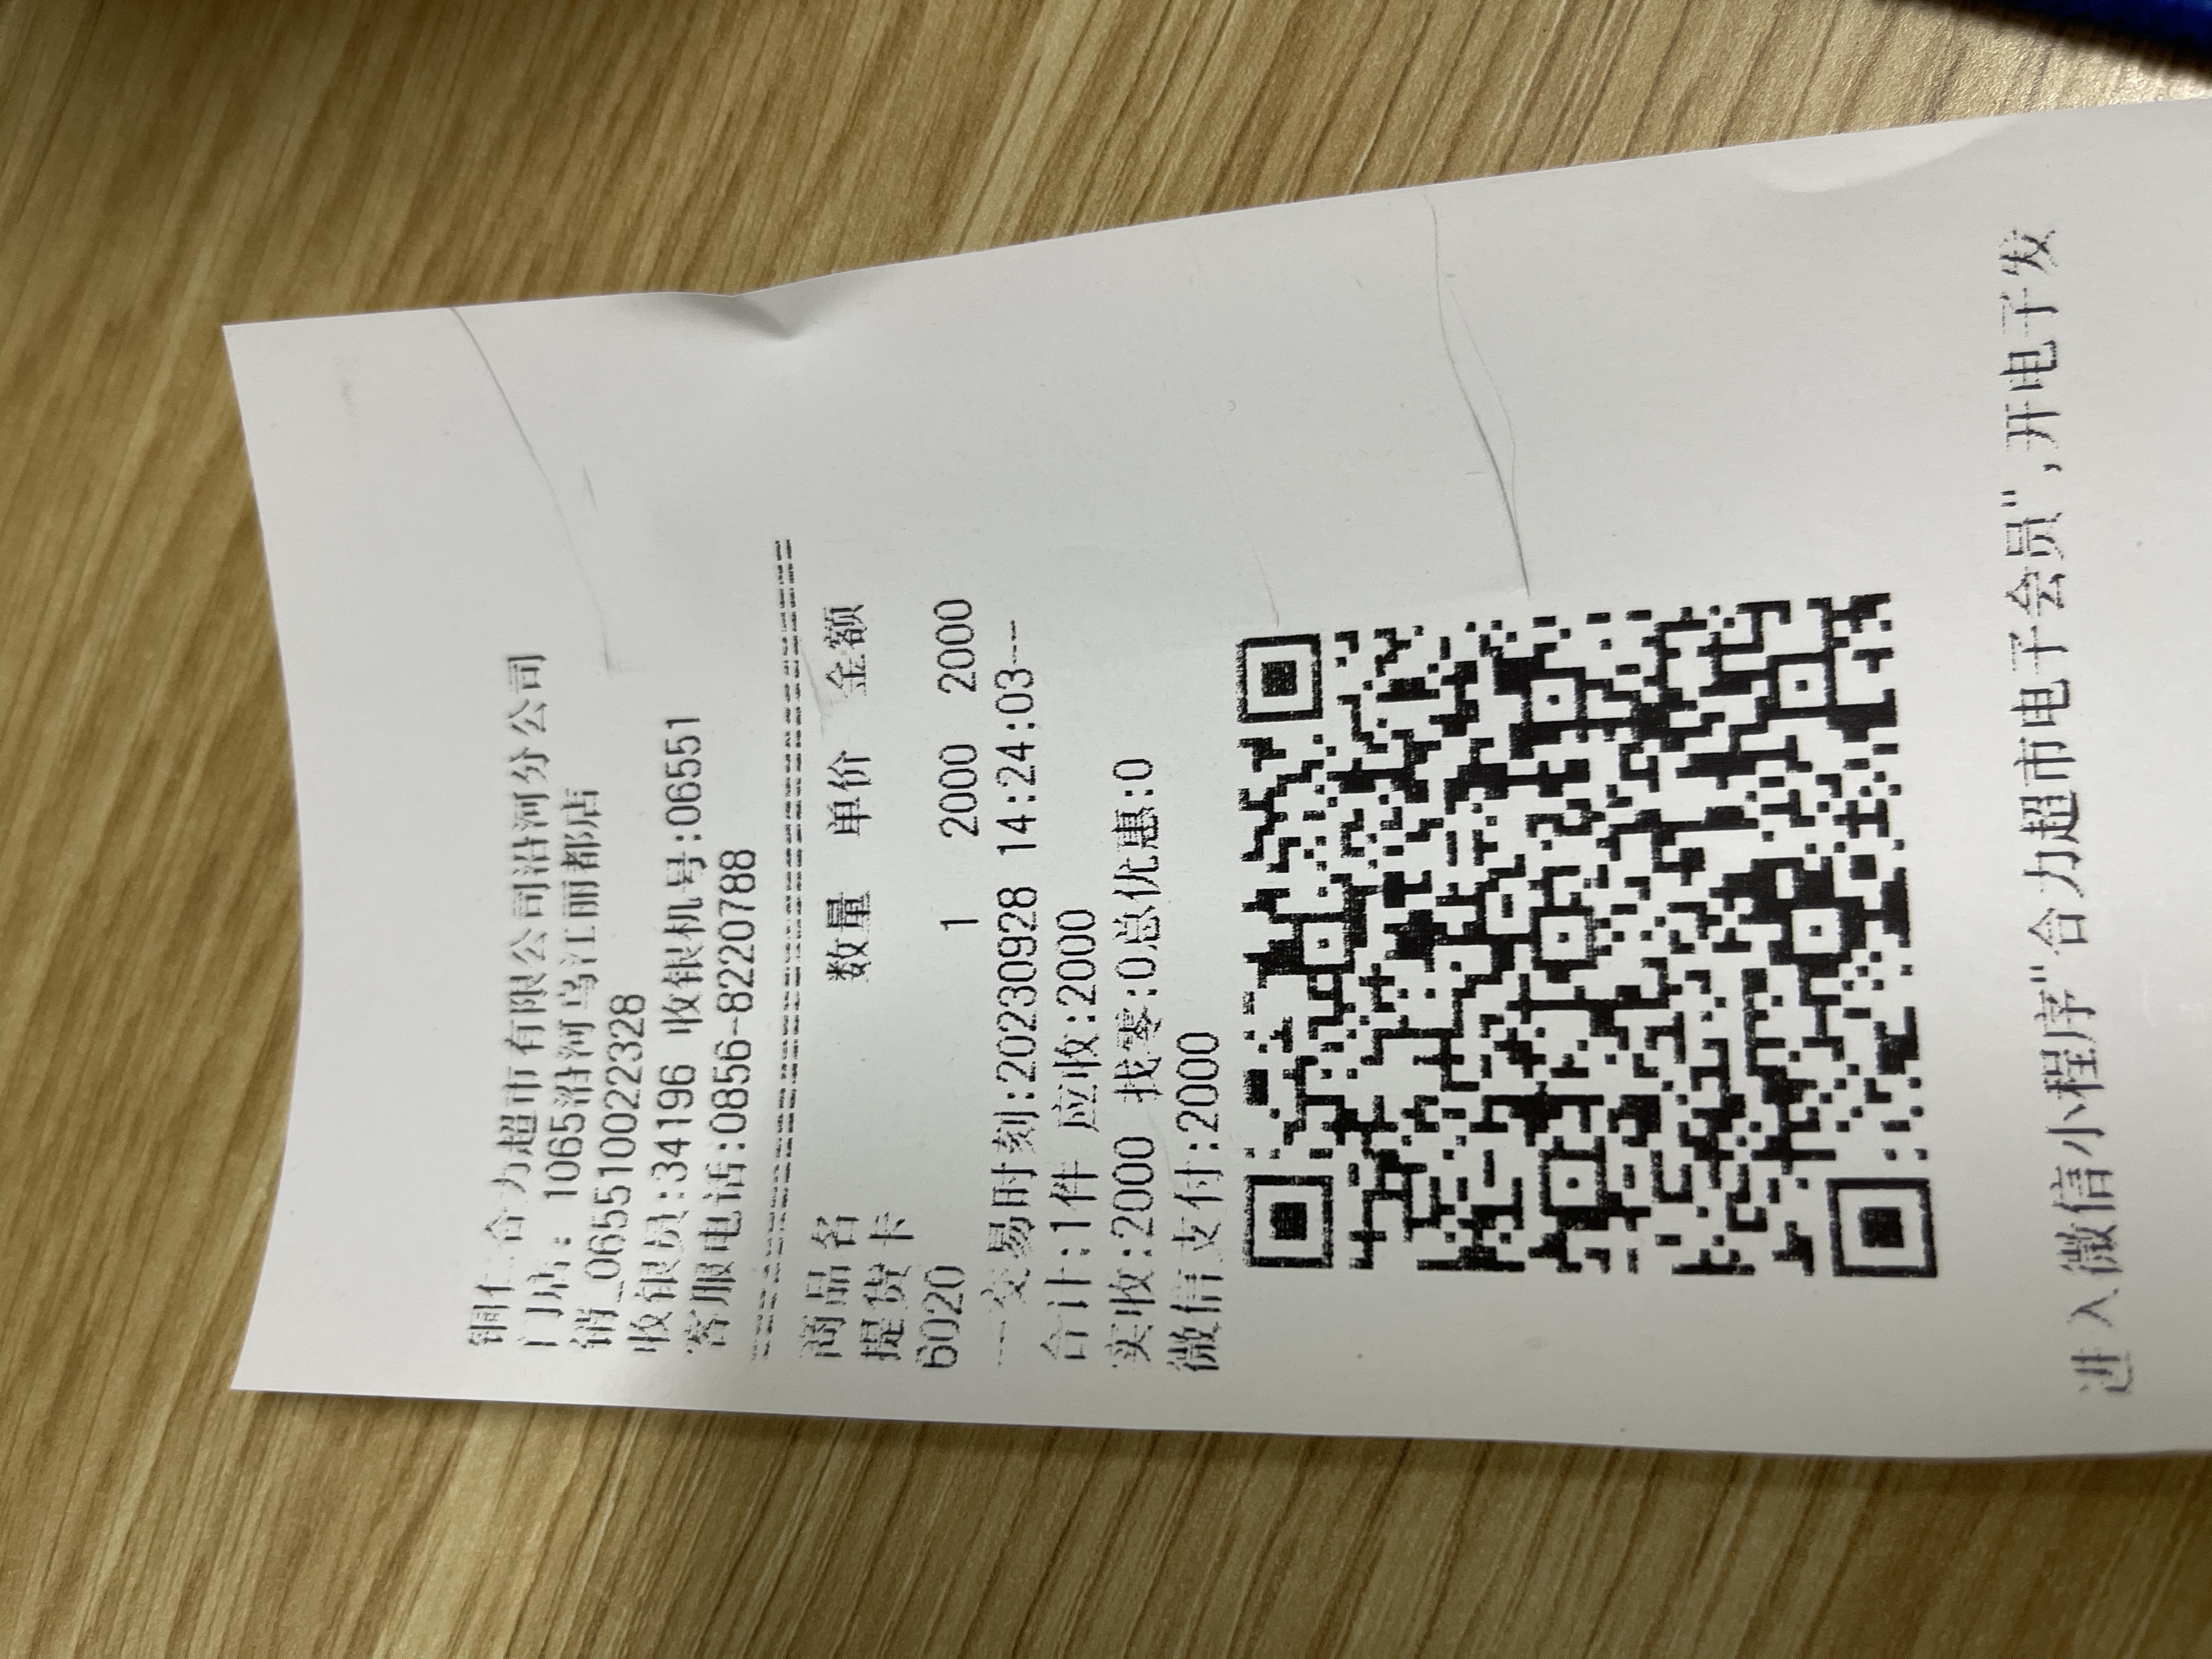 铜仁合力超市有限公司沿河分公司
门店: 1065沿河乌江丽都店
销_0655100222328
收银员:34196 收银机号:06551
客服电话:0856-8220788
商品名 数量 单价 金额
提货卡
6020 1 2000 2000
--交易时刻:20230928 14:24:03--
合计:1件 应收:2000
实收:2000 找零:0总优惠:0
微信支付:2000
进入微信小程序"合力超市电子会员",开电子发